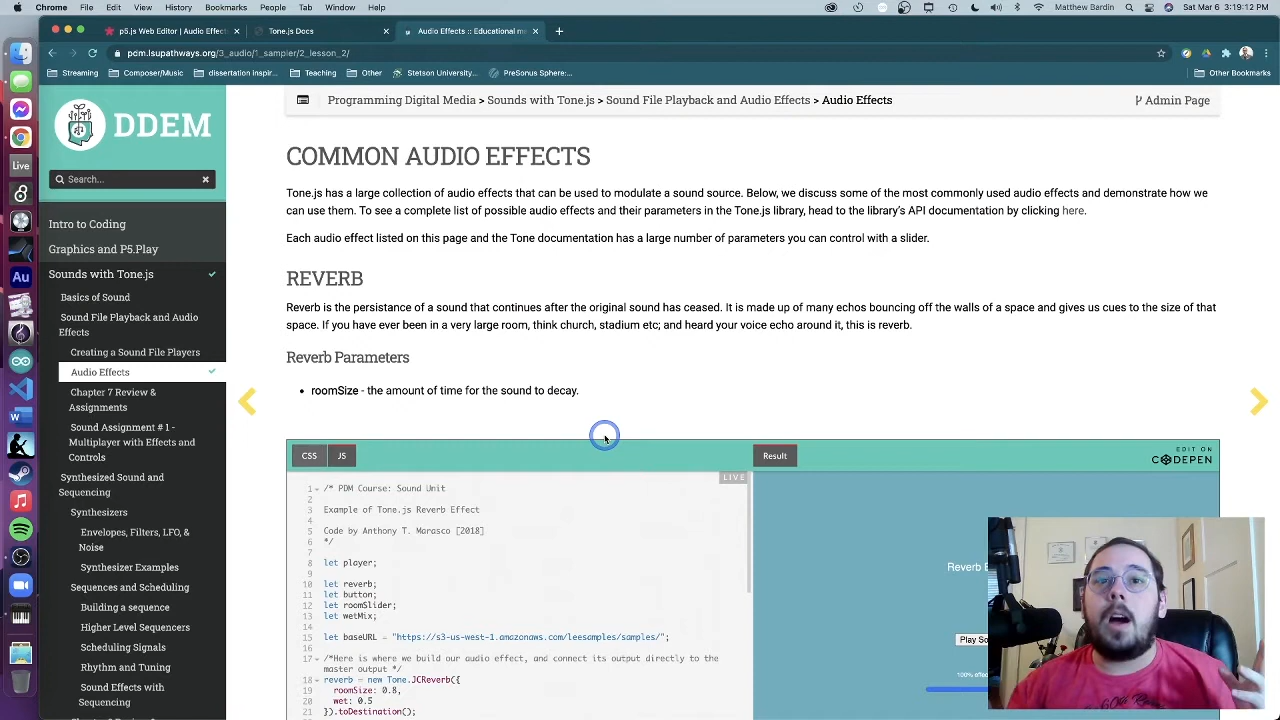 Chrome
File
Edit
View
History
Bookmarks
Profiles
Tab
Window
Help
Matthew Bardin
Fri May 6 3:19:12 PM
p5.js Web Editor | Audio Effec
Tone.js Docs
Audio Effects :: Educational m
pdm.lsupathways.org/3_audio/1_sampler/2_lesson_2/
Streaming
Composer/Music
dissertation inspir...
Teaching
Other
Stetson University...
PreSonus Sphere:...
Other Bookmarks
DDEM
Search...
Intro to Coding
Graphics and P5.Play
Sounds with Tone.js
Basics of Sound
Sound File Playback and Audio
Effects
Creating a Sound File Players
Audio Effects
Chapter 7 Review &
Assignments
Sound Assignment # 1 -
Multiplayer with Effects and
Controls
Synthesized Sound and
Sequencing
Synthesizers
Envelopes, Filters, LFO, &
Noise
Synthesizer Examples
Sequences and Scheduling
Building a sequence
Higher Level Sequencers
Scheduling Signals
Rhythm and Tuning
Sound Effects with
Sequencing
Live
Au
Programming Digital Media > Sounds with Tone.js > Sound File Playback and Audio Effects > Audio Effects
Admin Page
COMMON AUDIO EFFECTS
Tone.js has a large collection of audio effects that can be used to modulate a sound source. Below, we discuss some of the most commonly used audio effects and demonstrate how we
can use them. To see a complete list of possible audio effects and their parameters in the Tone.js library, head to the library's API documentation by clicking here.
Each audio effect listed on this page and the Tone documentation has a large number of parameters you can control with a slider.
REVERB
Reverb is the persistance of a sound that continues after the original sound has ceased. It is made up of many echos bouncing off the walls of a space and gives us cues to the size of that
space. If you have ever been in a very large room, think church, stadium etc; and heard your voice echo around it, this is reverb.
Reverb Parameters
• roomSize - the amount of time for the sound to decay.
CSS
JS
Result
EDIT ON
CODEPEN
LIVE
1 /* PDM Course: Sound Unit
2
3 Example of Tone.js Reverb Effect
4
5 Code by Anthony T. Marasco [2018]
6 */
7
8 let player;
9
10 let reverb;
11 let button;
12 let roomSlider;
13 let wetMix;
14
15 let baseURL = "https://s3-us-west-1.amazonaws.com/leesamples/samples/";
16
17 /*Here is where we build our audio effect, and connect its output directly to the
master output */
18 reverb = new Tone.JCReverb({
19 roomSize: 0.8,
20 wet: 0.5
21 }).toDestination();
Reverb E
Play So
100% effe